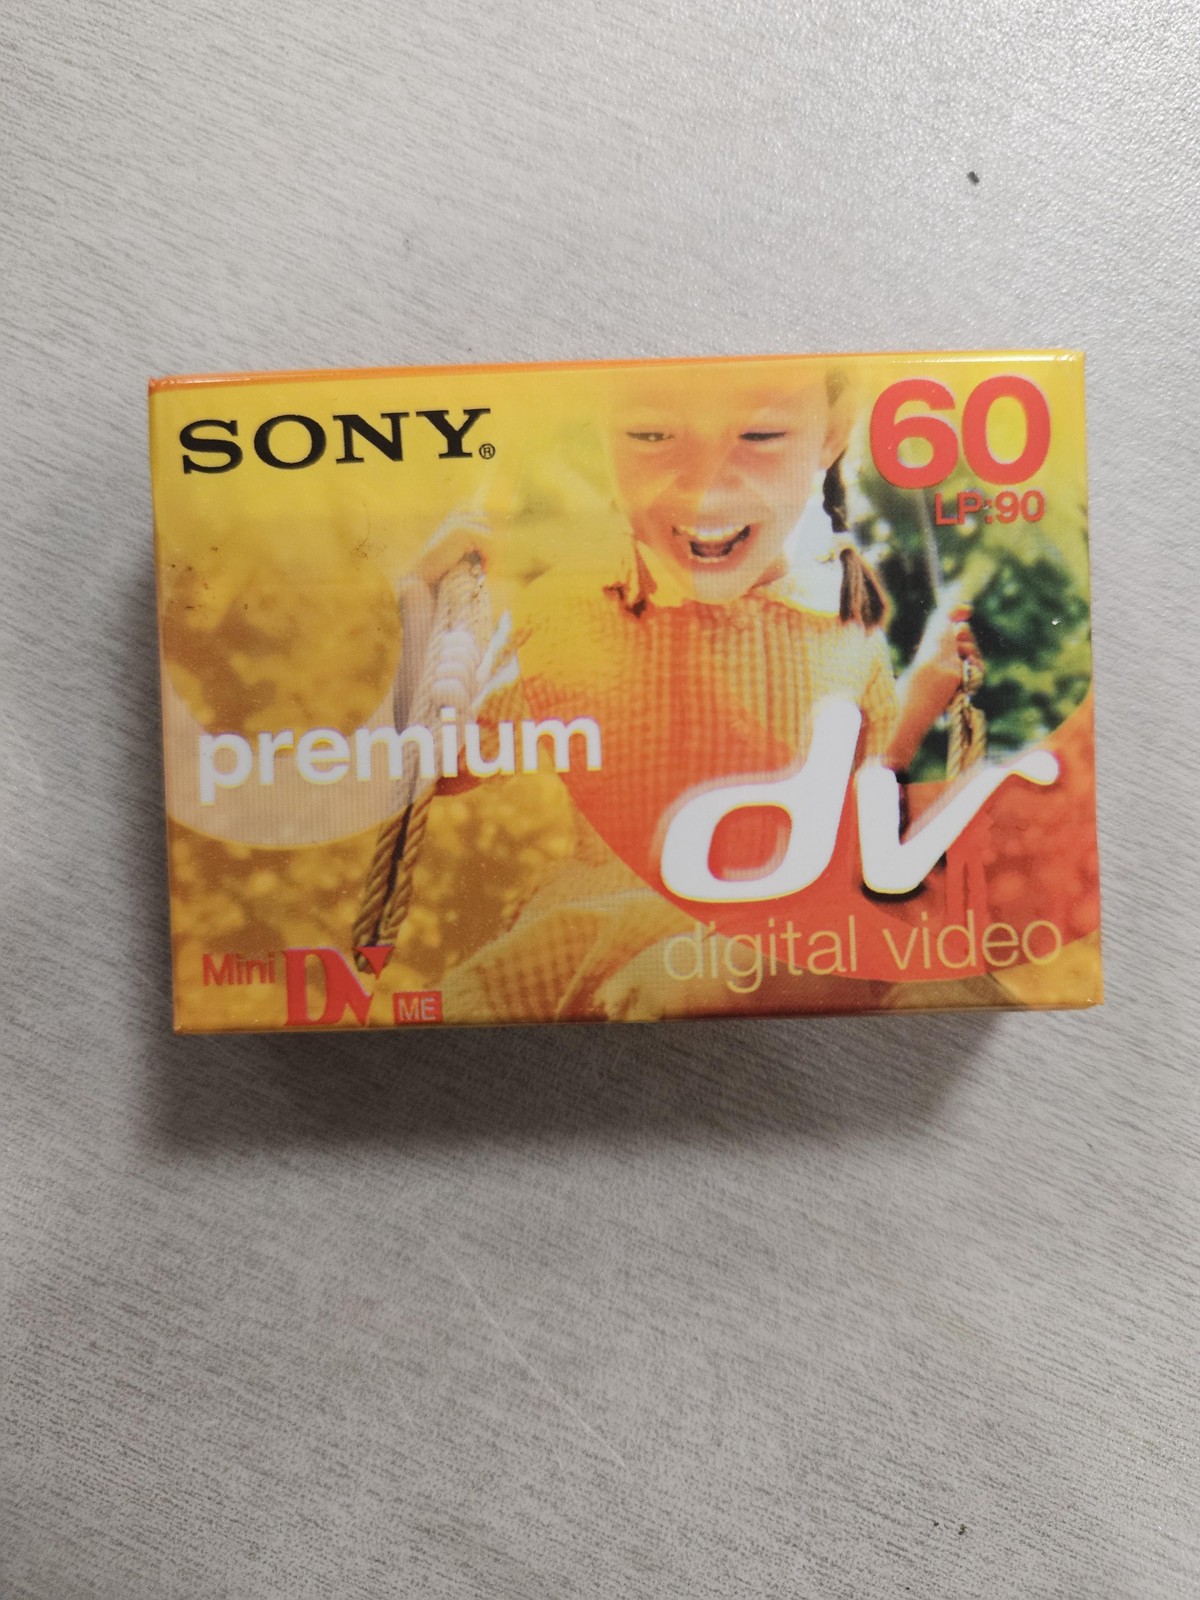 SONY®
60
LP:90
premium
dv
digital video
Mini DV ME